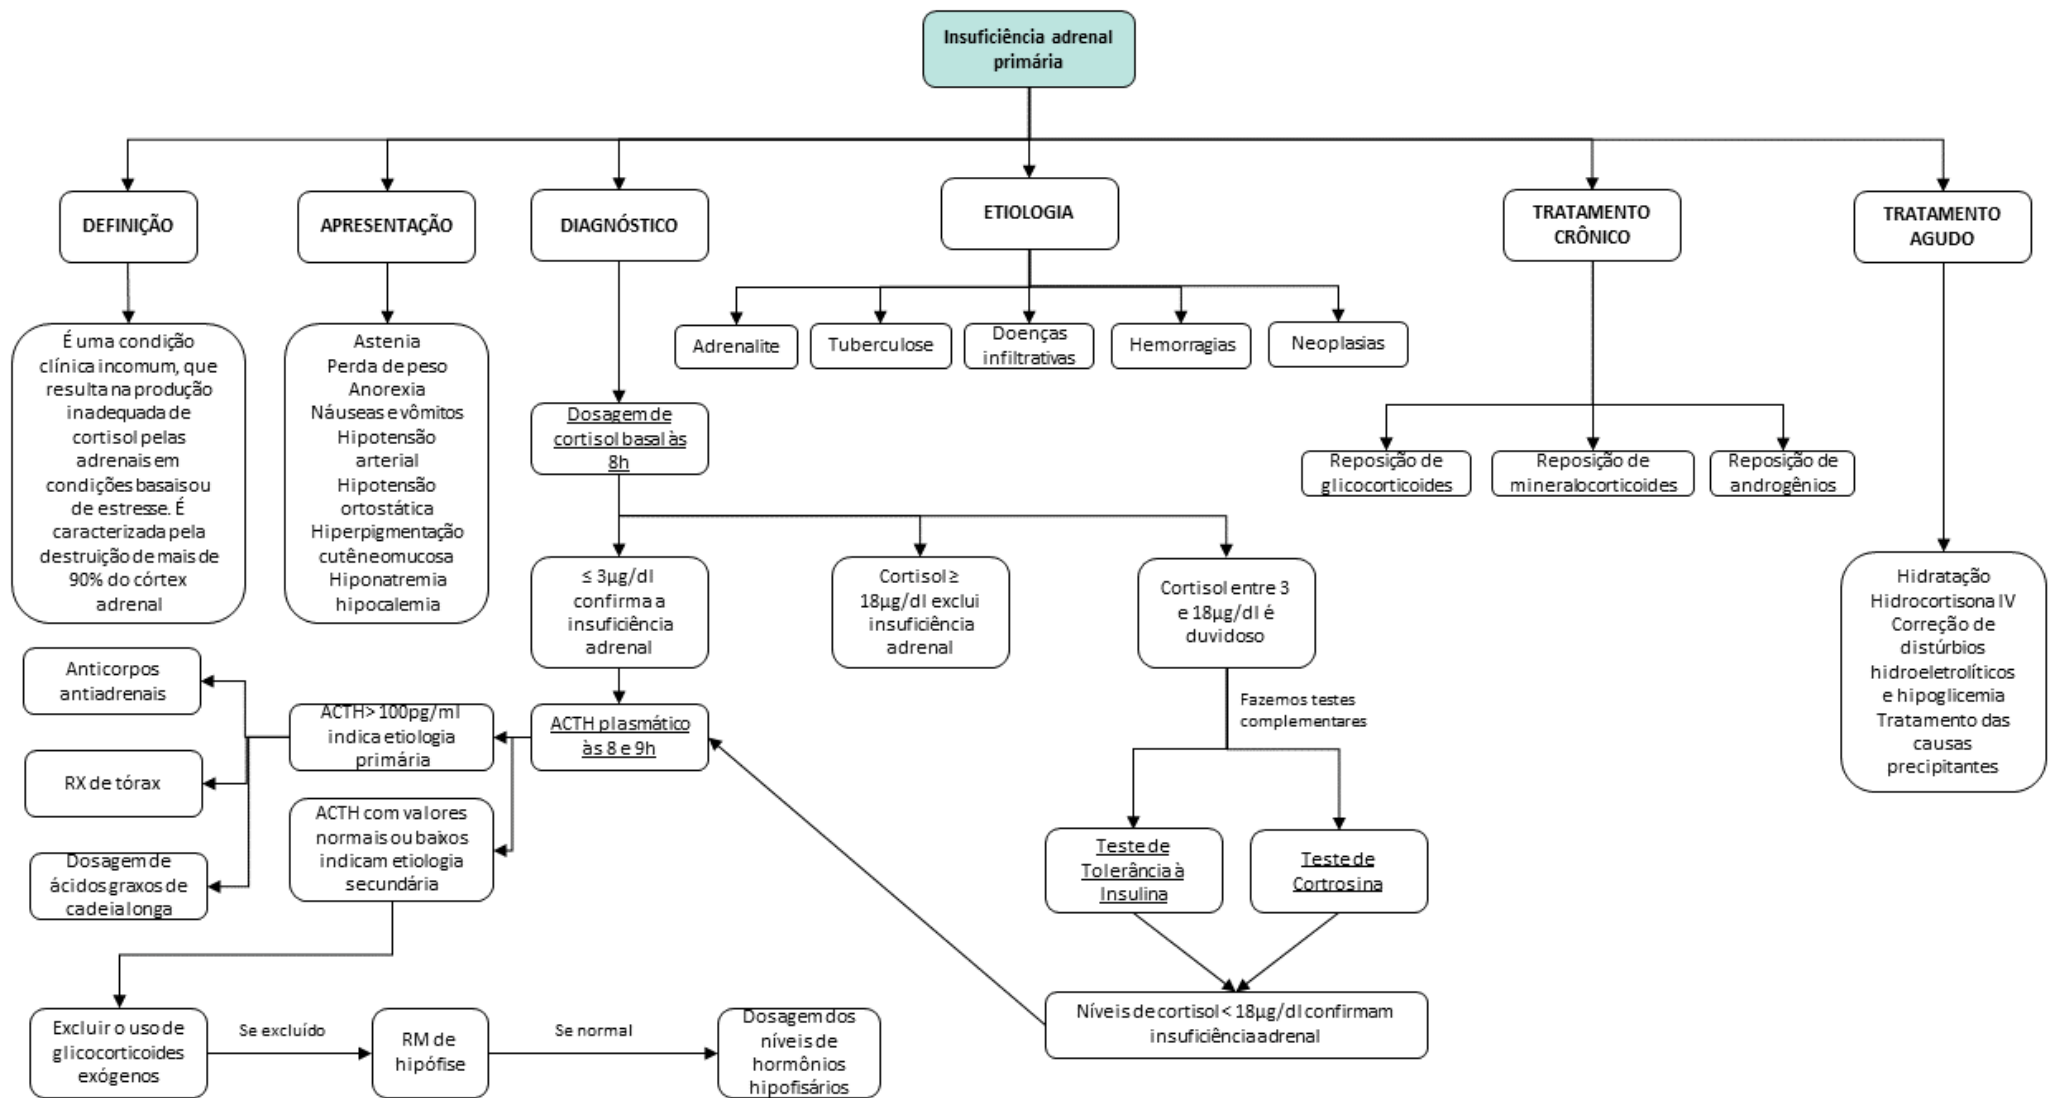 Insuficiência adrenal
primária
DEFINIÇÃO
APRESENTAÇÃO
DIAGNÓSTICO
ETIOLOGIA
TRATAMENTO
CRÔNICO
TRATAMENTO
AGUDO
É uma condição
clínica incomum, que
resulta na produção
inadequada de
cortisol pelas
adrenais em
condições basais ou
de estresse. É
caracterizada pela
destruição de mais de
90% do córtex
adrenal
Astenia
Perda de peso
Anorexia
Náuseas e vômitos
Hipotensão
arterial
Hipotensão
ortostática
Hiperpigmentação
cutâneomucosa
Hiponatremia
hipocalemia
Dosagem de
cortisol basal às
8h
Adrenalite
Tuberculose
Doenças
infiltrativas
Hemorragias
Neoplasias
Reposição de
glicocorticoides
Reposição de
mineralocorticoides
Reposição de
androgênios
Hidratação
Hidrocortisona IV
Correção de
distúrbios
hidroeletrolíticos
e hipoglicemia
Tratamento das
causas
precipitantes
≤ 3µg/dl
confirma a
insuficiência
adrenal
Cortisol ≥
18µg/dl exclui
insuficiência
adrenal
Cortisol entre 3
e 18µg/dl é
duvidoso
Fazemos testes
complementares
Anticorpos
antiadrenais
RX de tórax
Dosagem de
ácidos graxos de
cadeia longa
ACTH> 100pg/ml
indica etiologia
primária
ACTH plasmático
às 8 e 9h
ACTH com valores
normais ou baixos
indicam etiologia
secundária
Teste de
Tolerância à
Insulina
Teste de
Cortrosina
Níveis de cortisol < 18µg/dl confirmam
insuficiência adrenal
Excluir o uso de
glicocorticoides
exógenos
Se excluído
RM de
hipófise
Se normal
Dosagem dos
níveis de
hormônios
hipofisários